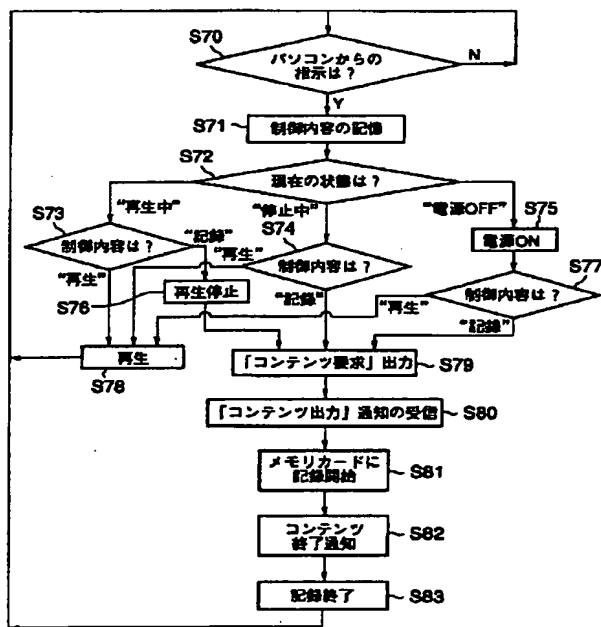 S70
パソコンからの
指示は?
N
Y
S71
制御内容の記憶
S72
現在の状態は?
"再生中"
"停止中"
"電源OFF"
S73
S74
S75
制御内容は?
"記録"
"再生"
制御内容は?
電源ON
S77
"再生"
S76
再生停止
"記録"
制御内容は?
"再生"
"記録"
再生
S78
「コンテンツ要求」出力
S79
「コンテンツ出力」通知の受信
S80
メモリカードに
記録開始
S81
コンテンツ
終了通知
S82
記録終了
S83